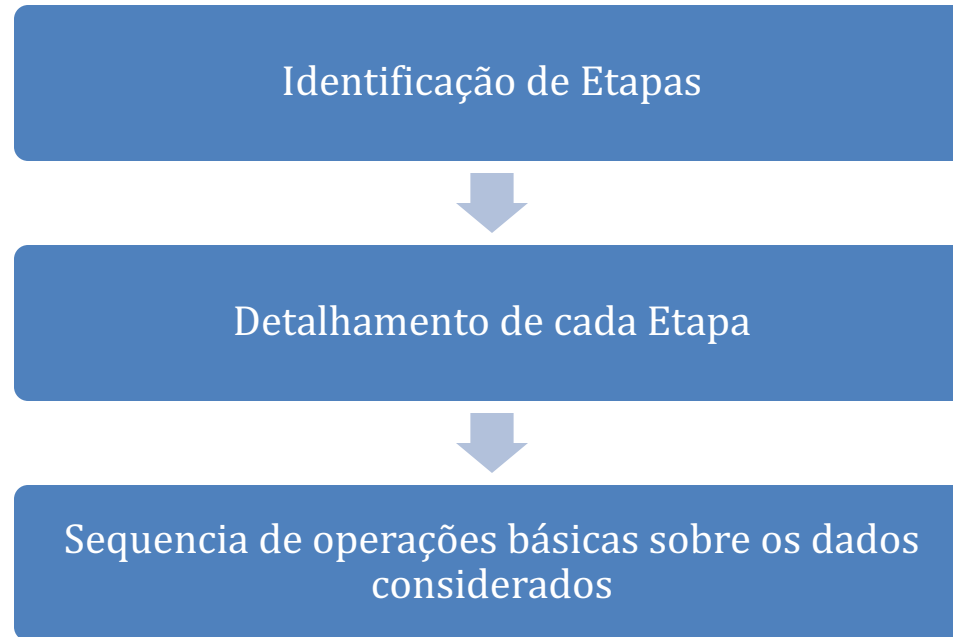 Identificação de Etapas
Detalhamento de cada Etapa
Sequencia de operações básicas sobre os dados
considerados